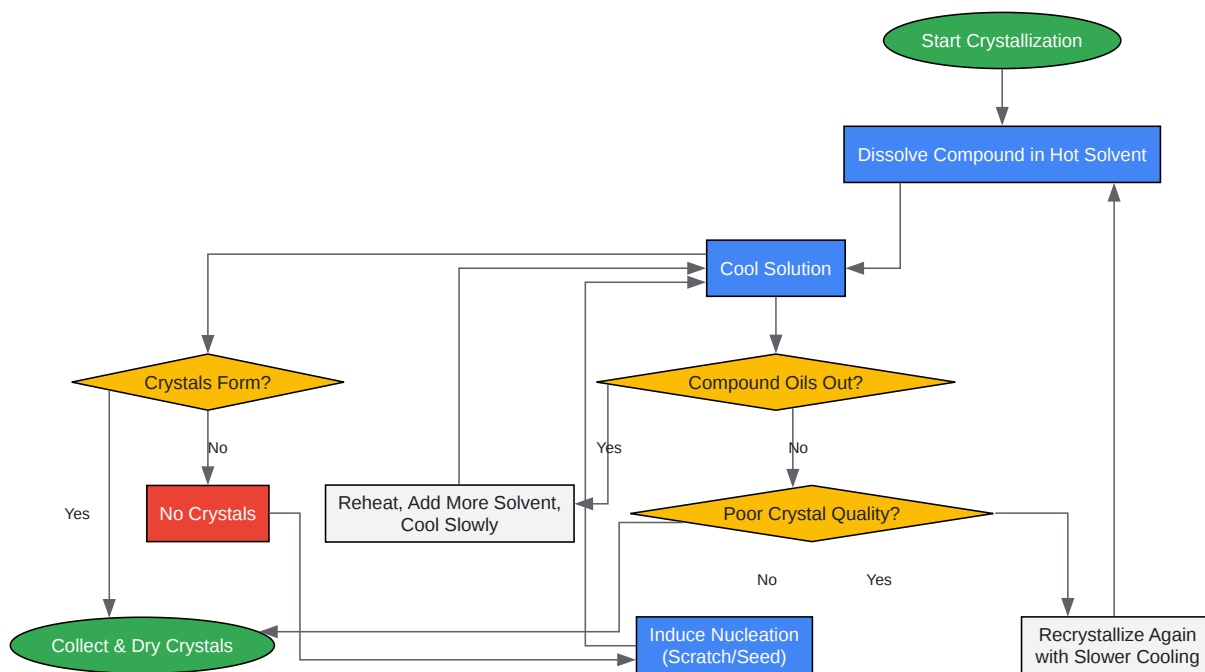 Start Crystallization
Dissolve Compound in Hot Solvent
Cool Solution
Crystals Form?
Compound Oils Out?
No
Yes
No
Reheat, Add More Solvent,
Cool Slowly
No Crystals
Poor Crystal Quality?
Yes
No
Yes
Collect & Dry Crystals
Induce Nucleation
(Scratch/Seed)
Recrystallize Again
with Slower Cooling